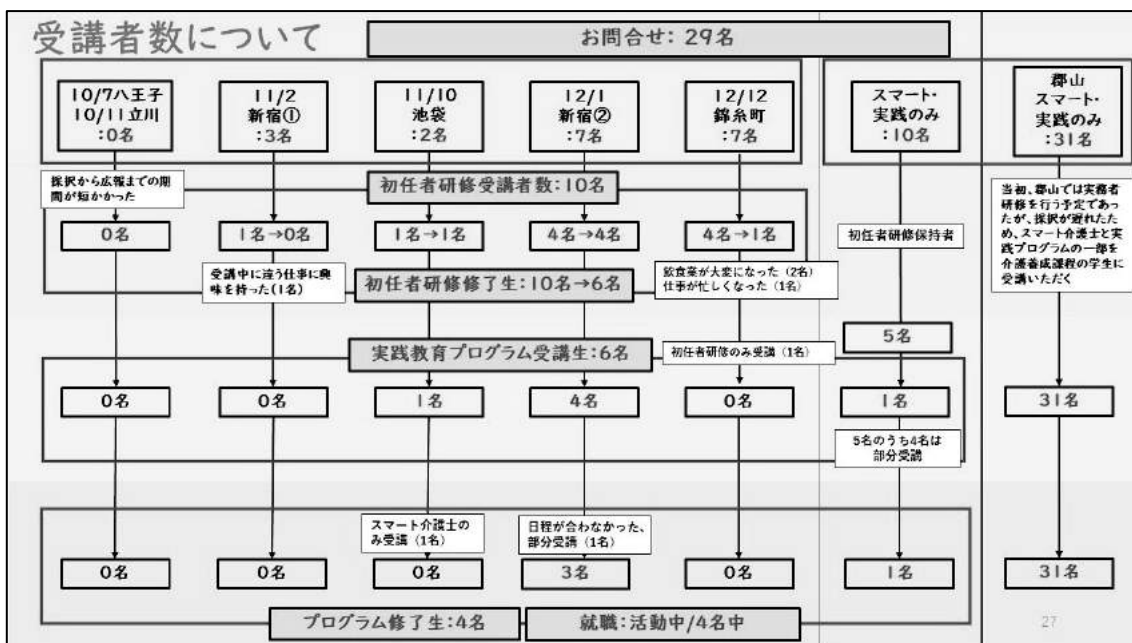 受講者数について
お問合せ: 29名
10/7八王子
10/11立川
:0名
11/2
新宿①
:3名
11/10
池袋
:2名
12/1
新宿②
:7名
12/12
錦糸町
:7名
スマート・
実践のみ
:10名
郡山
スマート・
実践のみ
:31名
採択から広報までの期
間が短かかった
初任者研修受講者数:10名
0名
1名→0名
1名→1名
4名→4名
4名→1名
初任者研修保持者
当初、郡山では実務者
研修を行う予定であっ
たが、採択が遅れたた
め、スマート介護士と実
践プログラムの一部を
介護養成課程の学生に
受講いただく
受講中に違う仕事に興
味を持った(1名)
初任者研修修了生:10名→6名
飲食業が大変になった (2名)
仕事が忙しくなった (1名)
5名
実践教育プログラム受講生:6名
初任者研修のみ受講 (1名)
0名
0名
1名
4名
0名
1名
31名
5名のうち4名は
部分受講
スマート介護士の
み受講 (1名)
日程が合わなかった、
部分受講 (1名)
0名
0名
0名
3名
0名
1名
31名
プログラム修了生:4名
就職:活動中/4名中
27